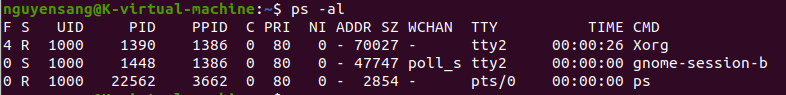 nguyensang@K-virtual-machine:~$ ps -al
F S   UID     PID    PPID  C PRI  NI ADDR SZ WCHAN  TTY          TIME CMD
4 R  1000    1390    1386  0  80   0 - 70027 -      tty2     00:00:26 Xorg
0 S  1000    1448    1386  0  80   0 - 47747 poll_s tty2     00:00:00 gnome-session-b
0 R  1000   22562    3662  0  80   0 -  2854 -      pts/0    00:00:00 ps